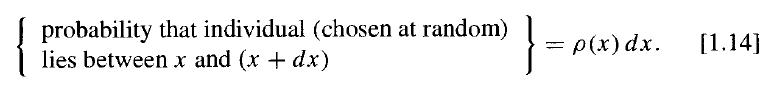 { probability that individual (chosen at random)
lies between x and (x + dx) } = ρ(x) dx. [1.14]